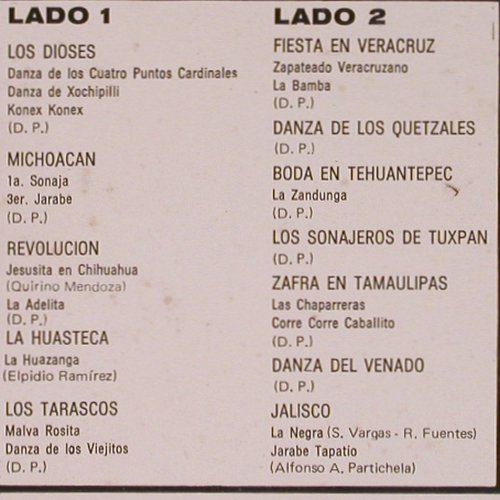 LADO 1
LOS DIOSES
Danza de los Cuatro Puntos Cardinales
Danza de Xochipilli
Konex Konex
(D. P.)
MICHOACAN
1a. Sonaja
3er. Jarabe
(D. P.)
REVOLUCION
Jesusita en Chihuahua
(Quirino Mendoza)
La Adelita
(D. P.)
LA HUASTECA
La Huazanga
(Elpidio Ramírez)
LOS TARASCOS
Malva Rosita
Danza de los Viejitos
(D. P.)
LADO 2
FIESTA EN VERACRUZ
Zapateado Veracruzano
La Bamba
(D. P.)
DANZA DE LOS QUETZALES
(D. P.)
BODA EN TEHUANTEPEC
La Zandunga
(D. P.)
LOS SONAJEROS DE TUXPAN
(D. P.)
ZAFRA EN TAMAULIPAS
Las Chaparreras
Corre Corre Caballito
(D. P.)
DANZA DEL VENADO
(D. P.)
JALISCO
La Negra (S. Vargas - R. Fuentes)
Jarabe Tapatio
(Alfonso A. Partichela)